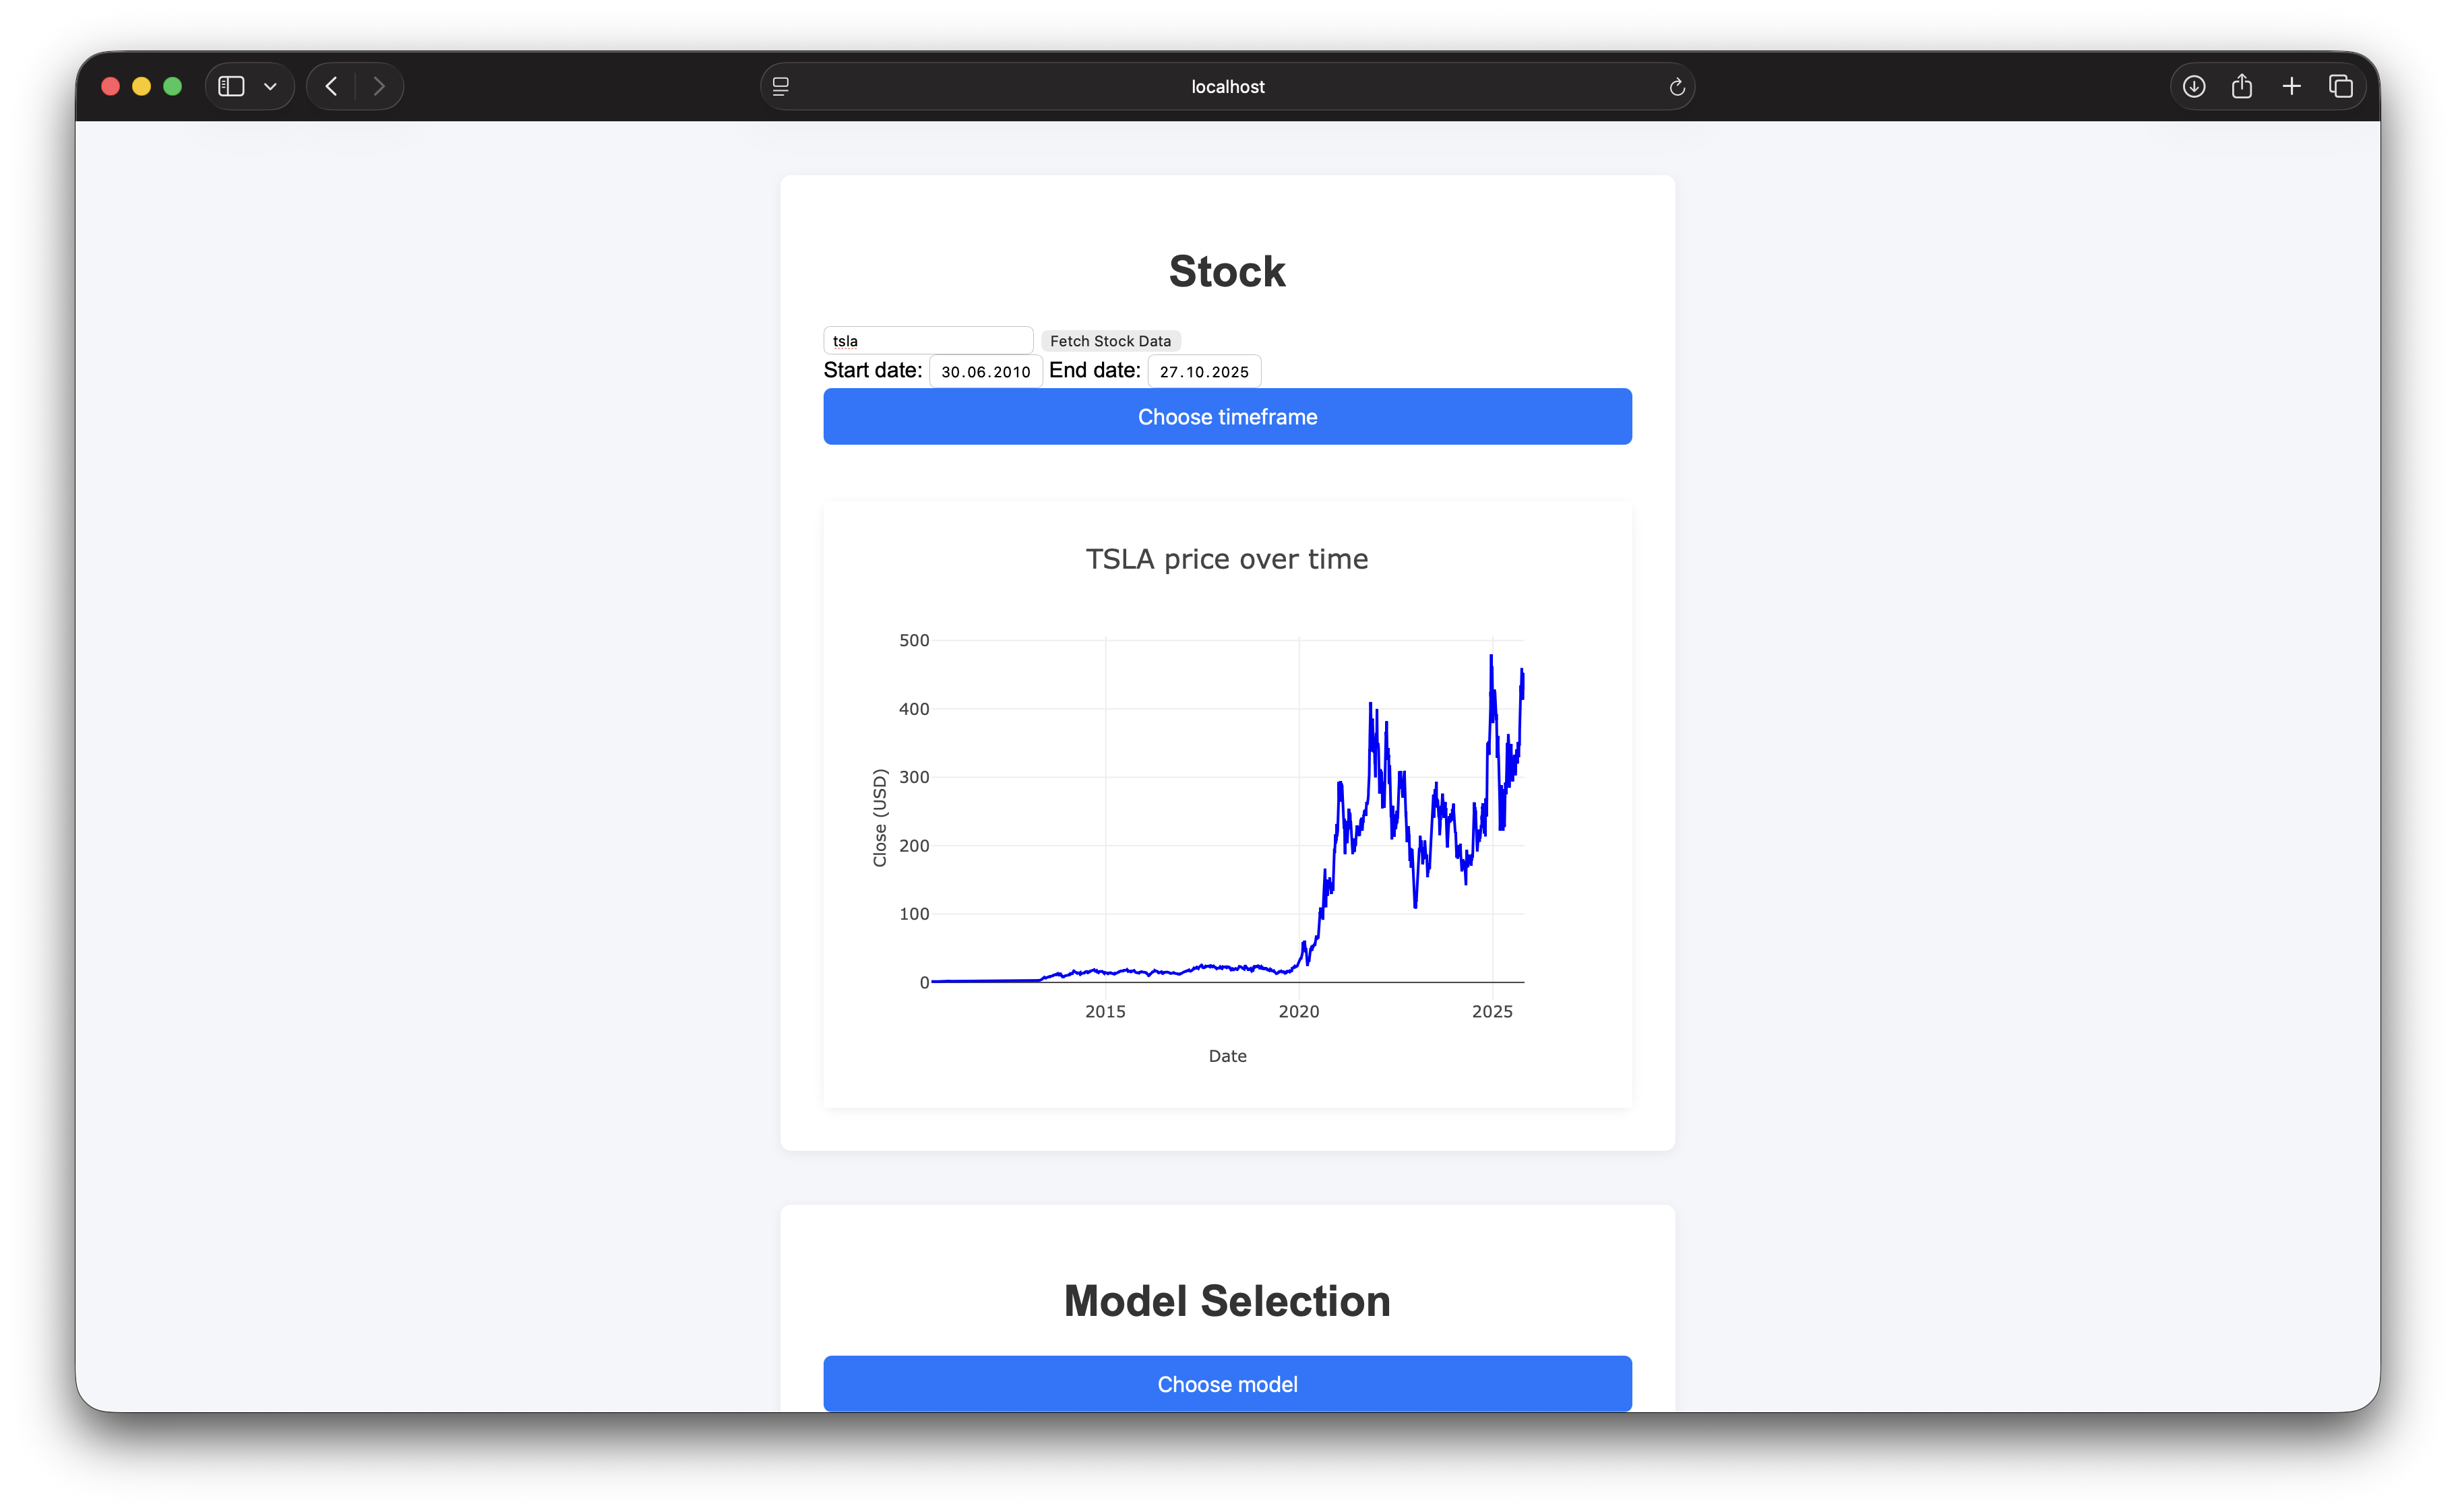 localhost
Stock
tsla Fetch Stock Data
Start date: 30.06.2010 End date: 27.10.2025
Choose timeframe
TSLA price over time
500
400
300
200
100
0
Close (USD)
2015 2020 2025
Date
Model Selection
Choose model